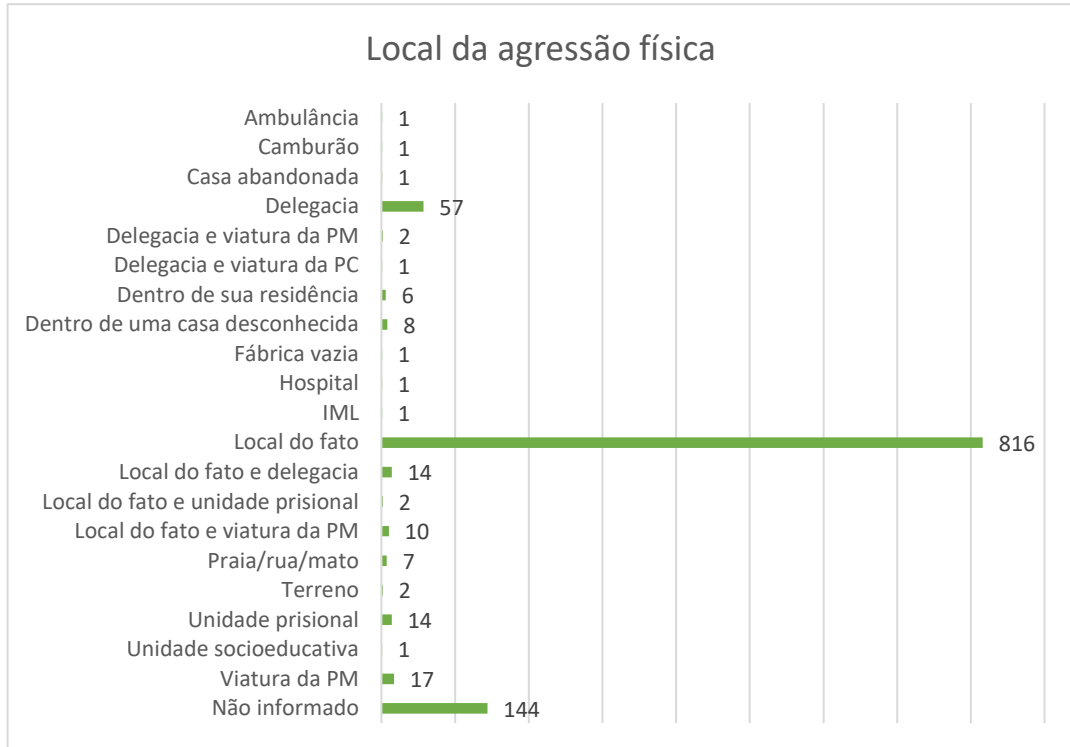 Local da agressão física
Ambulância 1
Camburão 1
Casa abandonada 1
Delegacia 57
Delegacia e viatura da PM 2
Delegacia e viatura da PC 1
Dentro de sua residência 6
Dentro de uma casa desconhecida 8
Fábrica vazia 1
Hospital 1
IML 1
Local do fato 816
Local do fato e delegacia 14
Local do fato e unidade prisional 2
Local do fato e viatura da PM 10
Praia/rua/mato 7
Terreno 2
Unidade prisional 14
Unidade socioeducativa 1
Viatura da PM 17
Não informado 144